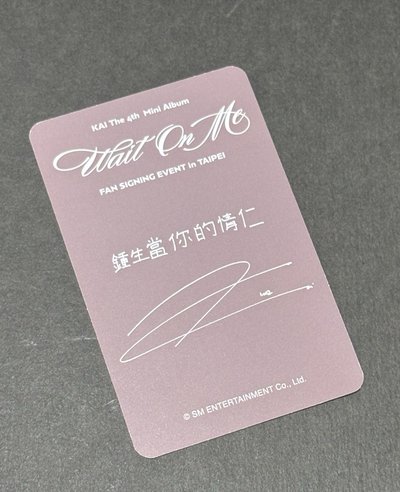 KAI The 4th Mini Album
Wait On Me
FAN SIGNING EVENT in TAIPEI
鐘生當你的情仁
© SM ENTERTAINMENT Co., Ltd.